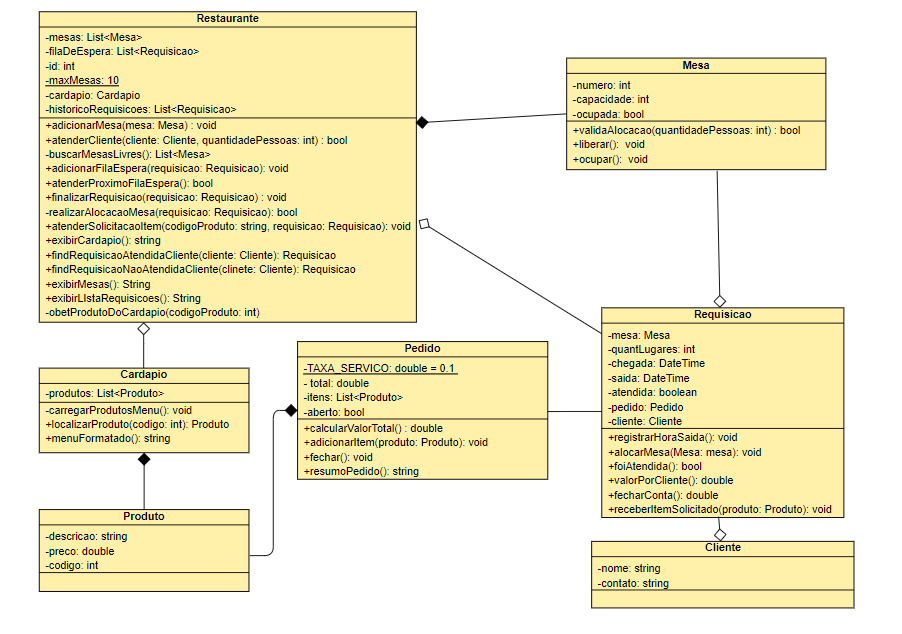 Restaurante
-mesas: List<Mesa>
-filaDeEspera: List<Requisicao>
-id: int
-maxMesas: 10
-cardapio: Cardapio
-historicoRequisicoes: List<Requisicao>
+adicionarMesa(mesa: Mesa) : void
+atenderCliente(cliente: Cliente, quantidadePessoas: int) : bool
-buscarMesasLivres(): List<Mesa>
+adicionarFilaEspera(requisicao: Requisicao): void
+atenderProximoFilaEspera(): bool
+finalizarRequisicao(requisicao: Requisicao) : void
-realizarAlocacaoMesa(requisicao: Requisicao): bool
+atenderSolicitacaoItem(codigoProduto: string, requisicao: Requisicao): void
+exibirCardapio(): string
+findRequisicaoAtendidaCliente(cliente: Cliente): Requisicao
+findRequisicaoNaoAtendidaCliente(clinete: Cliente): Requisicao
+exibirMesas(): String
+exibirLIstaRequisicoes(): String
-obetProdutoDoCardapio(codigoProduto: int)
Mesa
-numero: int
-capacidade: int
-ocupada: bool
+validaAlocacao(quantidadePessoas: int) : bool
+liberar(): void
+ocupar(): void
Cardapio
-produtos: List<Produto>
-carregarProdutosMenu(): void
+localizarProduto(codigo: int): Produto
+menuFormatado(): string
Pedido
-TAXA_SERVICO: double = 0.1
- total: double
-itens: List<Produto>
-aberto: bool
+calcularValorTotal() : double
+adicionarItem(produto: Produto): void
+fechar(): void
+resumoPedido(): string
Requisicao
-mesa: Mesa
-quantLugares: int
-chegada: DateTime
-saida: DateTime
-atendida: boolean
-pedido: Pedido
-cliente: Cliente
+registrarHoraSaida(): void
+alocarMesa(Mesa: mesa): void
+foiAtendida(): bool
+valorPorCliente(): double
+fecharConta(): double
+receberItemSolicitado(produto: Produto): void
Produto
-descricao: string
-preco: double
-codigo: int
Cliente
-nome: string
-contato: string